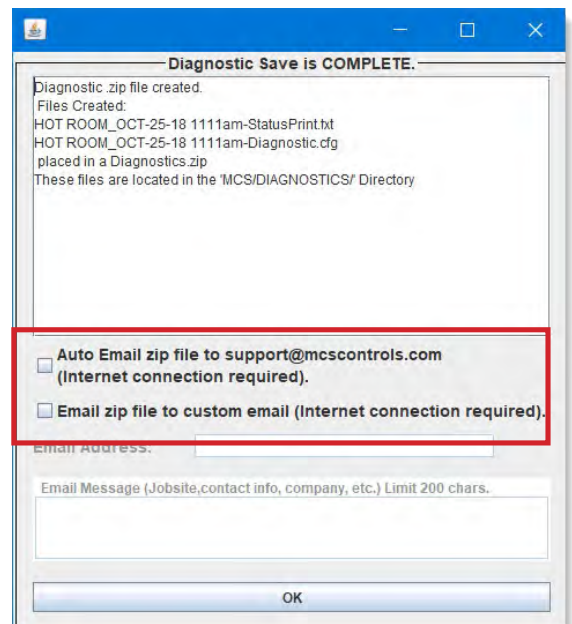 Diagnostic Save is COMPLETE.
Diagnostic .zip file created.
Files Created:
HOT ROOM_OCT-25-18 1111am-StatusPrint.txt
HOT ROOM_OCT-25-18 1111am-Diagnostic.cfg
placed in a Diagnostics.zip
These files are located in the 'MCS/DIAGNOSTICS/' Directory
Auto Email zip file to support@mcscontrols.com
(Internet connection required).
Email zip file to custom email (Internet connection required).
Email Address:
Email Message (Jobsite,contact info, company, etc.) Limit 200 chars.
OK